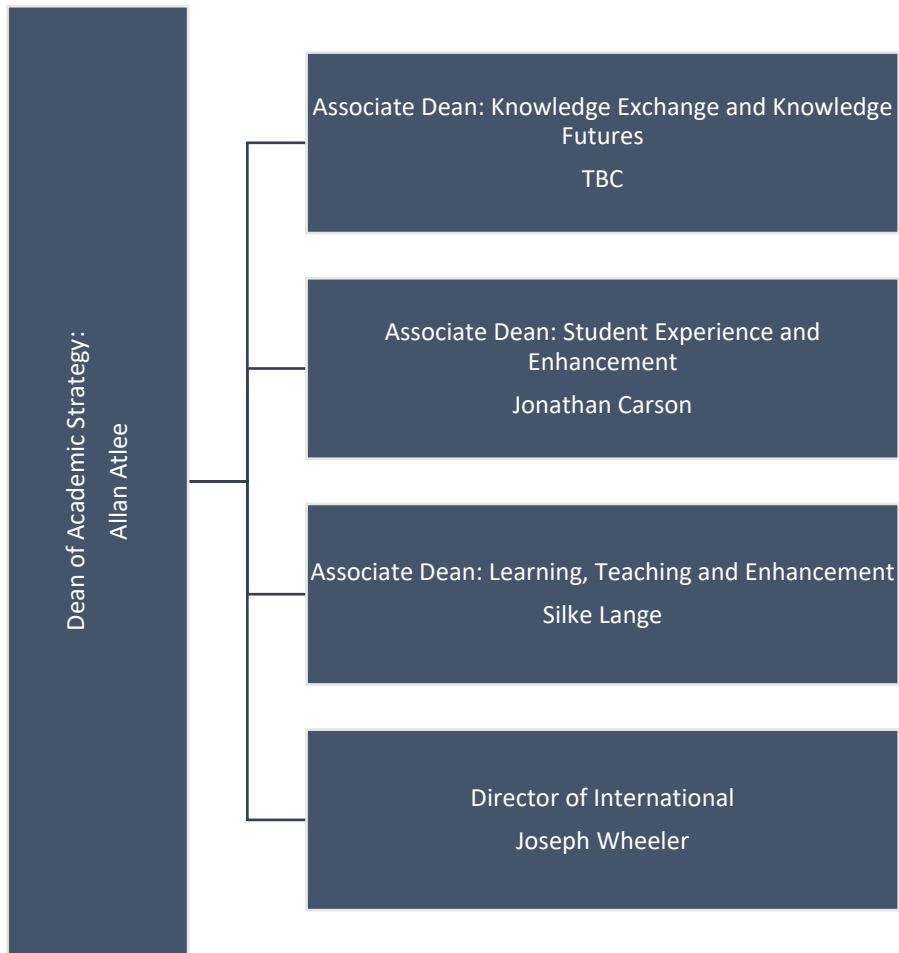 Dean of Academic Strategy:
Allan Atlee
Associate Dean: Knowledge Exchange and Knowledge
Futures
TBC
Associate Dean: Student Experience and
Enhancement
Jonathan Carson
Associate Dean: Learning, Teaching and Enhancement
Silke Lange
Director of International
Joseph Wheeler